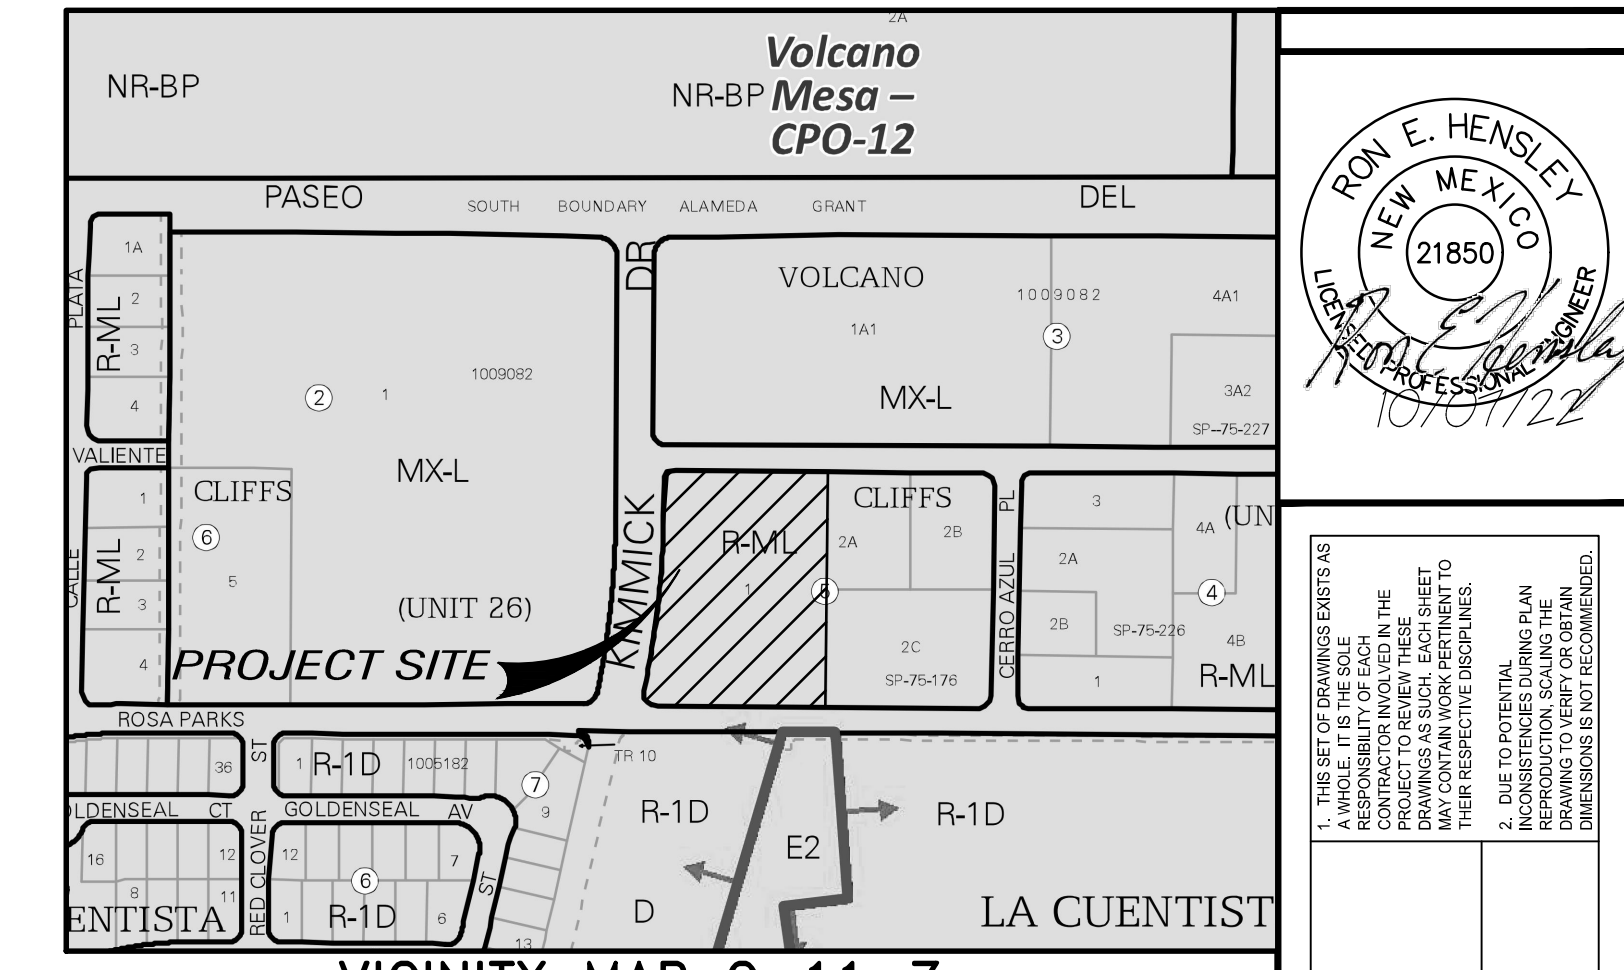 2A
NR-BP
NR-BP
Volcano
Mesa –
CPO-12
PASEO
SOUTH BOUNDARY ALAMEDA GRANT
DEL
PLATA
R-ML
1A
2
3
4
VALIENTE
CALLE
R-ML
1
2
3
4
2
1
1009082
MX-L
CLIFFS
6
5
(UNIT 26)
PROJECT SITE
KIMMICK
DR
VOLCANO
1A1
1009082
3
MX-L
4A1
3A2
SP-75-227
R-ML
1
CLIFFS
2A
2B
5
2C
SP-75-176
CERRO AZUL PL
3
2A
2B
1
SP-75-226
4A
(UN
4
4B
R-ML
ROSA PARKS
36
ST
1
R-1D
1005182
7
9
TR 10
R-1D
R-1D
E2
D
LDENSEAL CT
GOLDENSEAL AV
RED CLOVER
16
12
8
11
ENTISTA
12
7
6
1
R-1D
6
ST
13
LA CUENTIST
RON E. HENSLEY
NEW MEXICO
21850
LICENSED PROFESSIONAL ENGINEER
Ron E Hensley
10/07/22
1. THIS SET OF DRAWINGS EXISTS AS
A WHOLE. IT IS THE SOLE
RESPONSIBILITY OF EACH
CONTRACTOR INVOLVED IN THE
PROJECT TO REVIEW THESE
DRAWINGS AS SUCH. EACH SHEET
MAY CONTAIN WORK PERTINENT TO
THEIR RESPECTIVE DISCIPLINES.
2. DUE TO POTENTIAL
INCONSISTENCIES DURING PLAN
REPRODUCTION, SCALING THE
DRAWING TO VERIFY OR OBTAIN
DIMENSIONS IS NOT RECOMMENDED.
VICINITY MAP